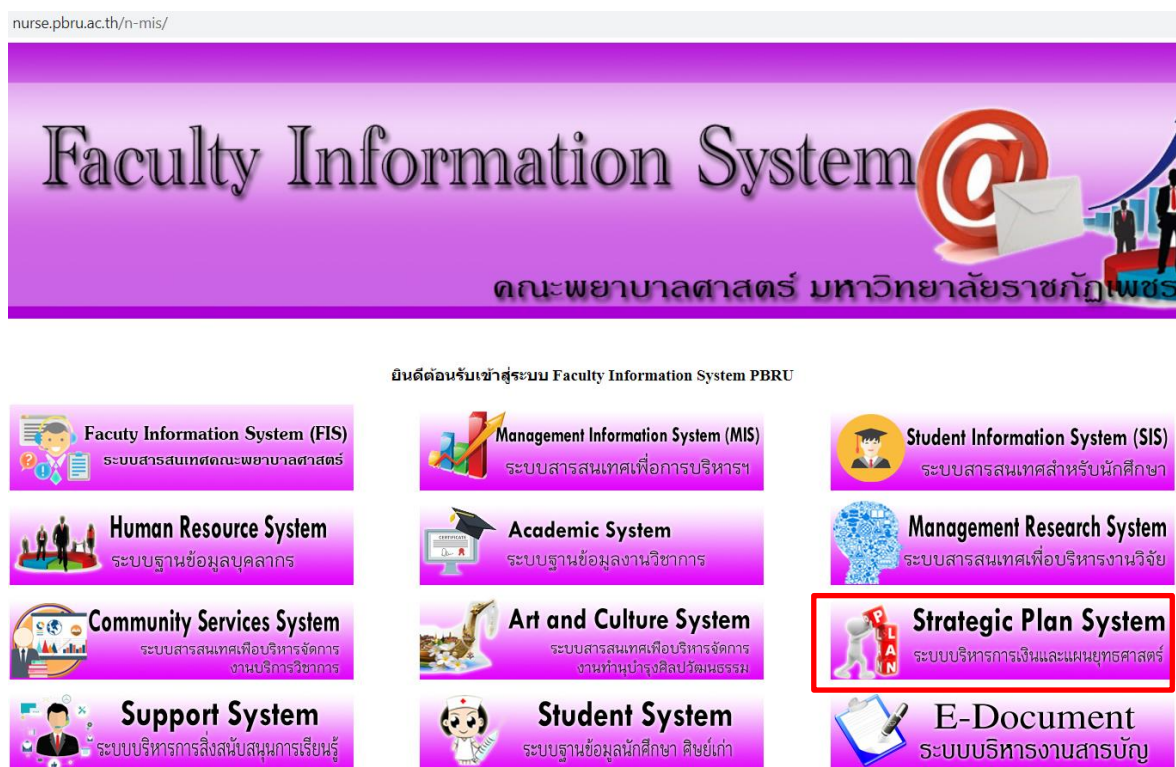 nurse.pbru.ac.th/n-mis/
Faculty Information System
คณะพยาบาลศาสตร์ มหาวิทยาลัยราชภัฏเพชร
ยินดีต้อนรับเข้าสู่ระบบ Faculty Information System PBRU
Facuty Information System (FIS)
ระบบสารสนเทศคณะพยาบาลศาสตร์
Management Information System (MIS)
ระบบสารสนเทศเพื่อการบริหารฯ
Student Information System (SIS)
ระบบสารสนเทศสำหรับนักศึกษา
Human Resource System
ระบบฐานข้อมูลบุคลากร
CERTIFICATE
Academic System
ระบบฐานข้อมูลงานวิชาการ
Management Research System
ระบบสารสนเทศเพื่อบริหารงานวิจัย
Community Services System
ระบบสารสนเทศเพื่อบริหารจัดการ
งานบริการวิชาการ
Art and Culture System
ระบบสารสนเทศเพื่อบริหารจัดการ
งานทำนุบำรุงศิลปวัฒนธรรม
PLAN
Strategic Plan System
ระบบบริหารการเงินและแผนยุทธศาสตร์
Support System
ระบบบริหารการสิ่งสนับสนุนการเรียนรู้
Student System
ระบบฐานข้อมูลนักศึกษา ศิษย์เก่า
E-Document
ระบบบริหารงานสารบัญ